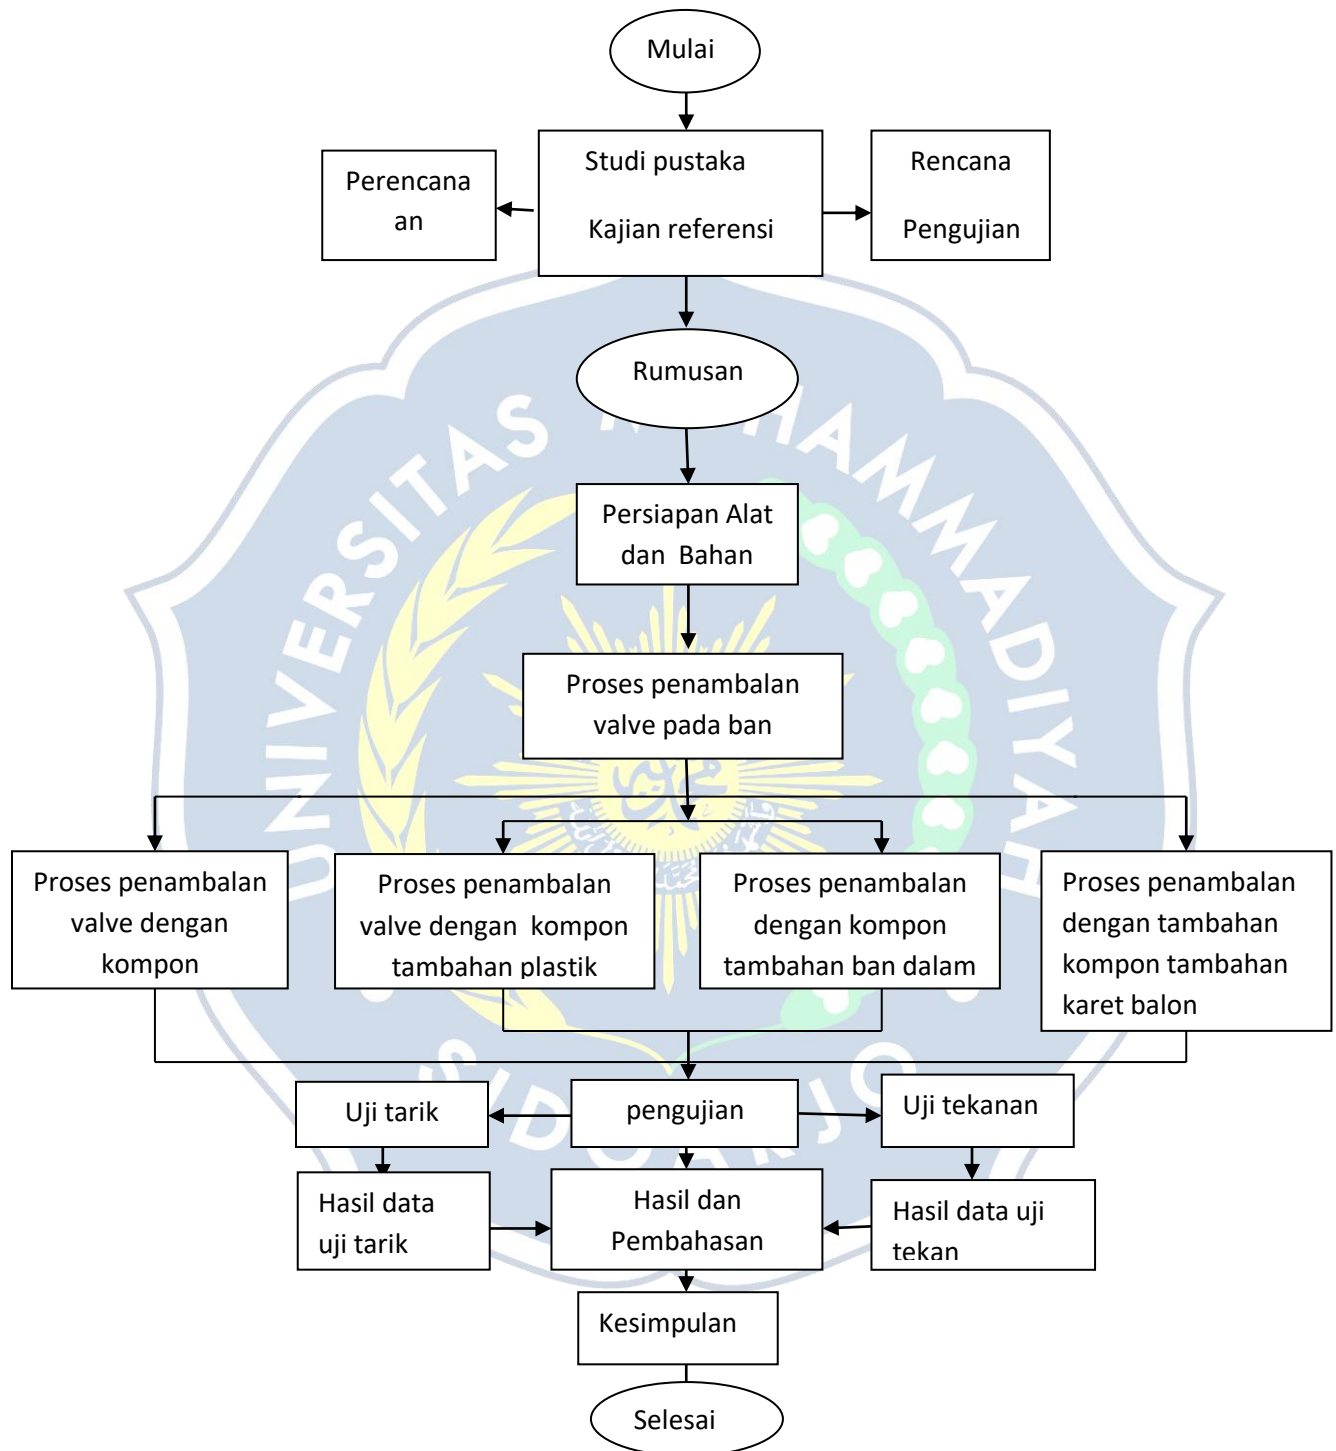 Mulai
Perencana
an
Studi pustaka
Kajian referensi
Rencana
Pengujian
Rumusan
Persiapan Alat
dan Bahan
Proses penambalan
valve pada ban
Proses penambalan
valve dengan
kompon
Proses penambalan
valve dengan kompon
tambahan plastik
Proses penambalan
dengan kompon
tambahan ban dalam
Proses penambalan
dengan tambahan
kompon tambahan
karet balon
Uji tarik
pengujian
Uji tekanan
Hasil data
uji tarik
Hasil dan
Pembahasan
Hasil data uji
tekan
Kesimpulan
Selesai
UNIVERSITAS MUHAMMADIYAH
SIDOARJO